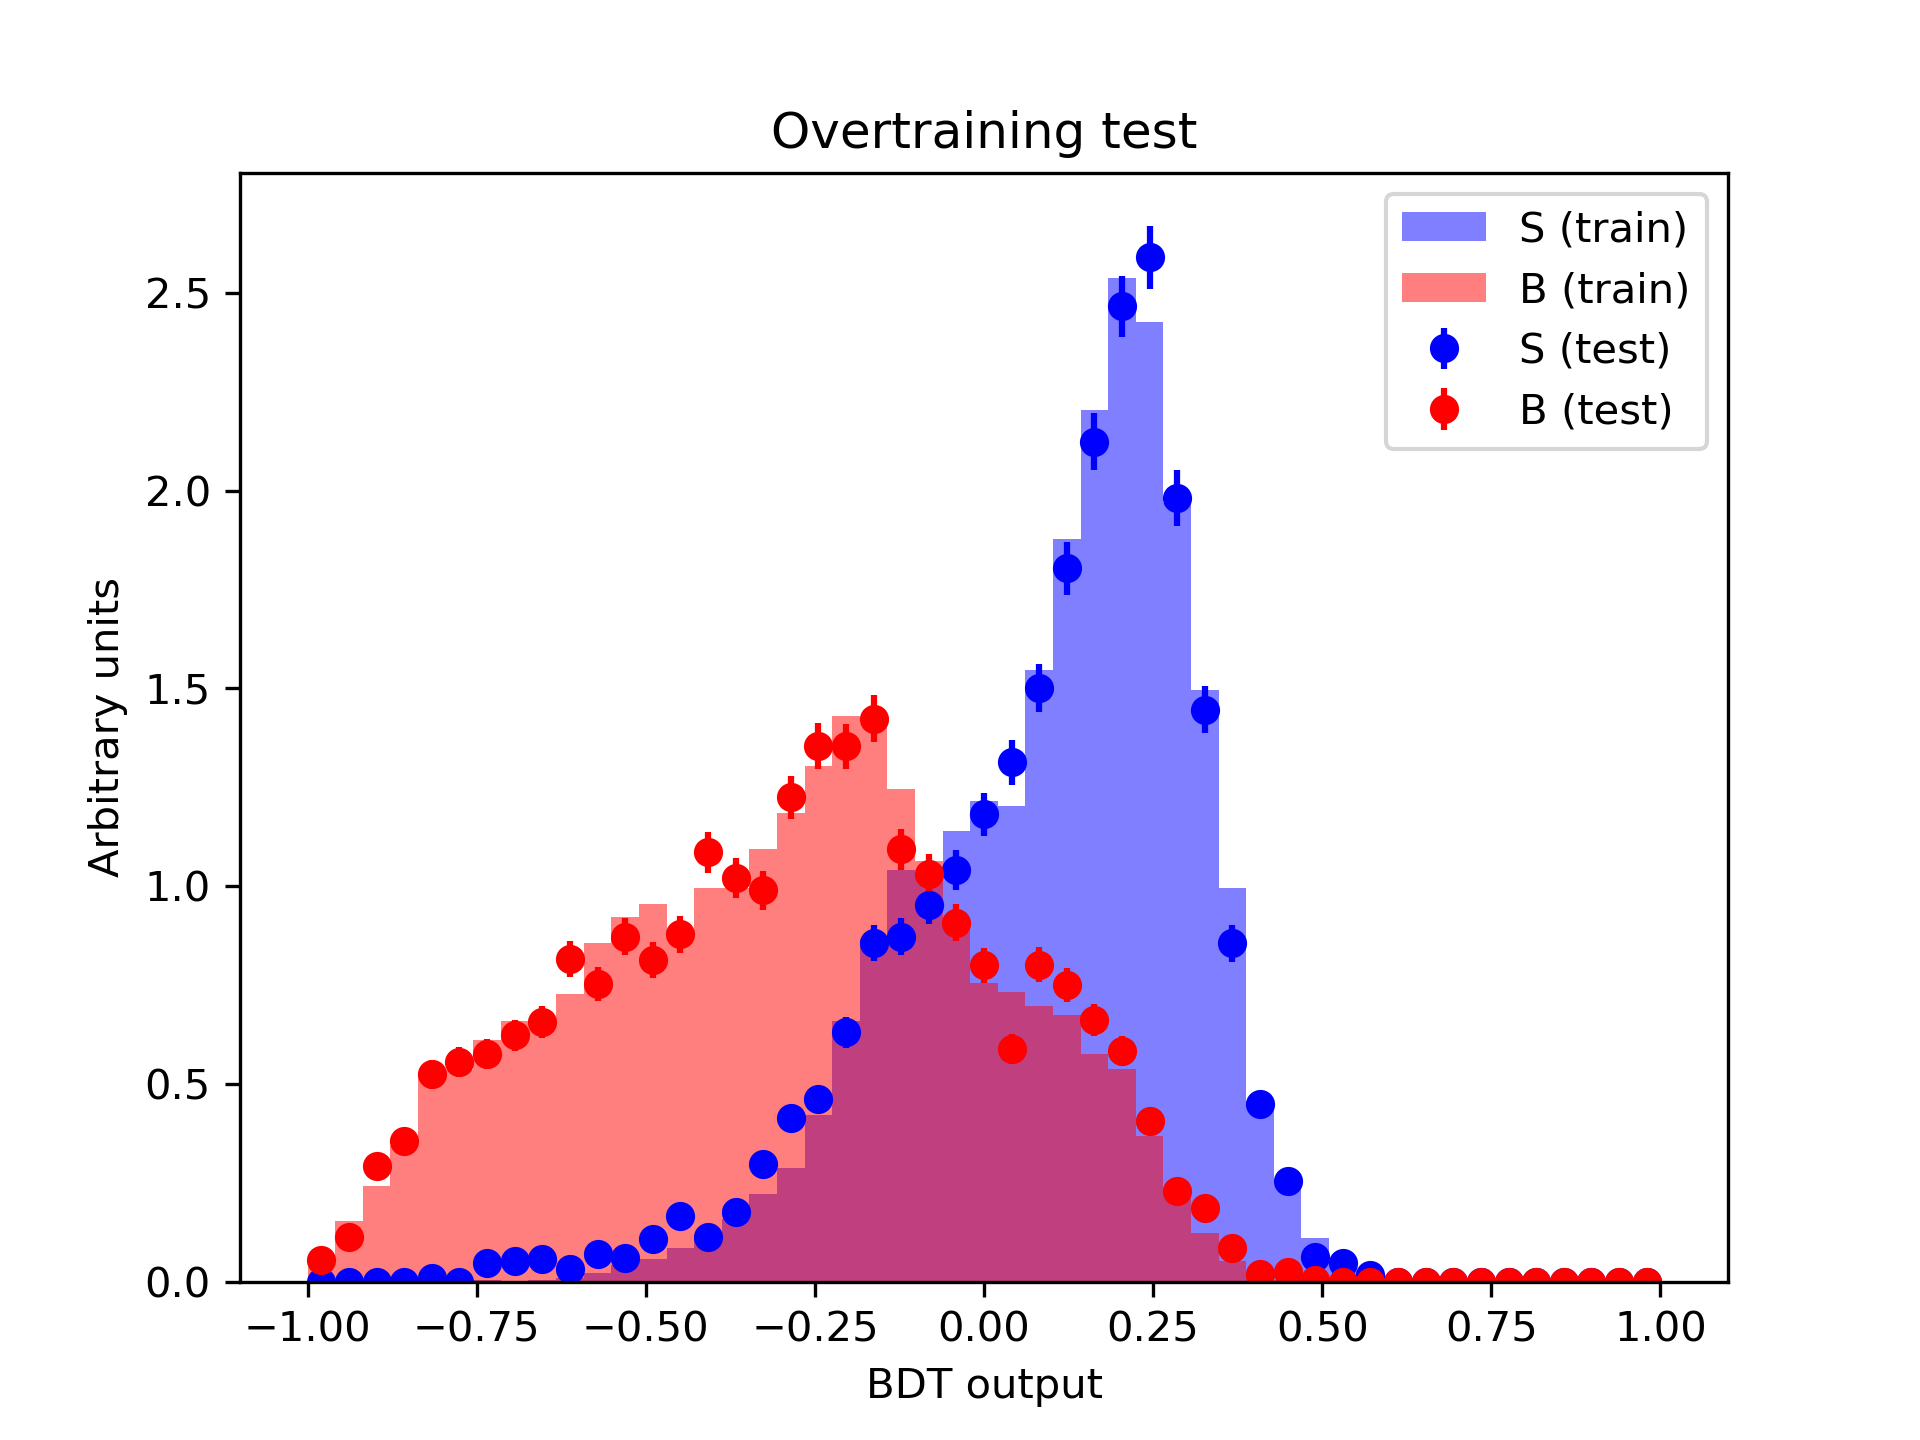 Overtraining test
S (train)
B (train)
S (test)
B (test)
2.5
2.0
1.5
1.0
0.5
0.0
Arbitrary units
−1.00 −0.75 −0.50 −0.25 0.00 0.25 0.50 0.75 1.00
BDT output